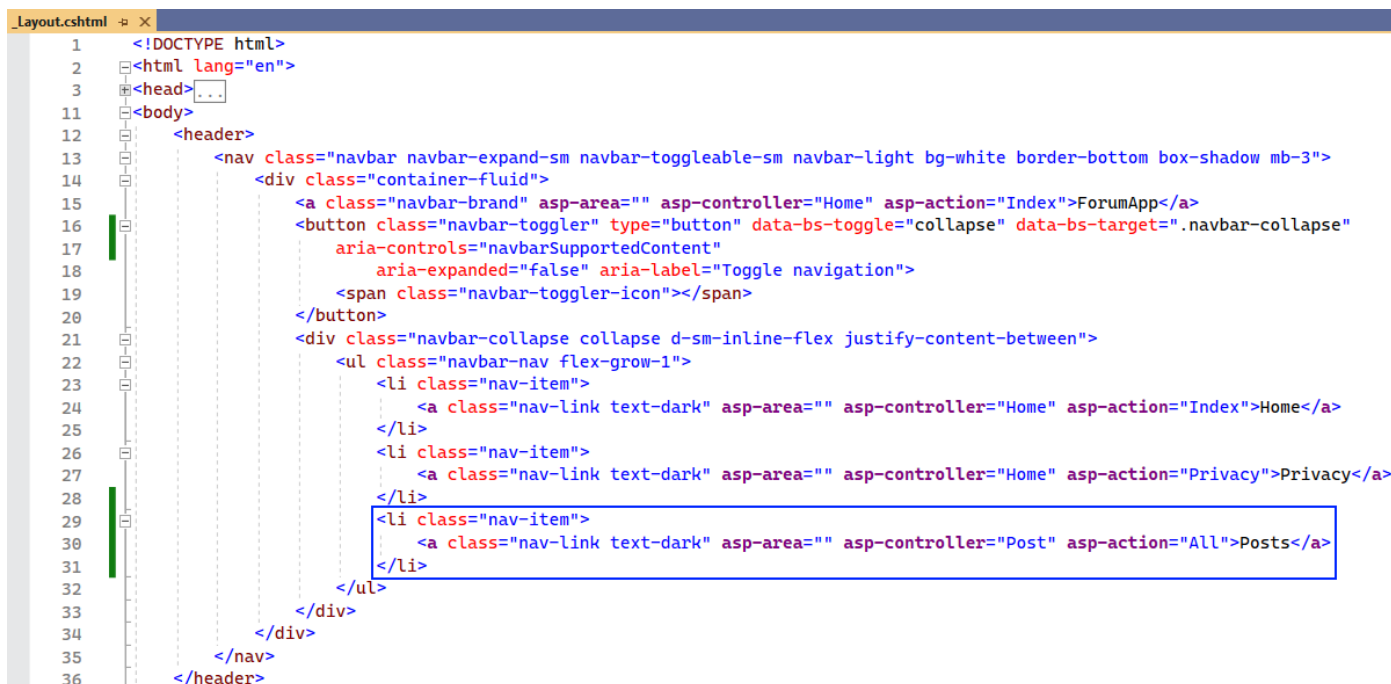 _Layout.cshtml
1 <!DOCTYPE html>
2 <html lang="en">
3 <head>...
11 <body>
12 <header>
13 <nav class="navbar navbar-expand-sm navbar-toggleable-sm navbar-light bg-white border-bottom box-shadow mb-3">
14 <div class="container-fluid">
15 <a class="navbar-brand" asp-area="" asp-controller="Home" asp-action="Index">ForumApp</a>
16 <button class="navbar-toggler" type="button" data-bs-toggle="collapse" data-bs-target=".navbar-collapse"
17 aria-controls="navbarSupportedContent"
18 aria-expanded="false" aria-label="Toggle navigation">
19 <span class="navbar-toggler-icon"></span>
20 </button>
21 <div class="navbar-collapse collapse d-sm-inline-flex justify-content-between">
22 <ul class="navbar-nav flex-grow-1">
23 <li class="nav-item">
24 <a class="nav-link text-dark" asp-area="" asp-controller="Home" asp-action="Index">Home</a>
25 </li>
26 <li class="nav-item">
27 <a class="nav-link text-dark" asp-area="" asp-controller="Home" asp-action="Privacy">Privacy</a>
28 </li>
29 <li class="nav-item">
30 <a class="nav-link text-dark" asp-area="" asp-controller="Post" asp-action="All">Posts</a>
31 </li>
32 </ul>
33 </div>
34 </div>
35 </nav>
36 </header>